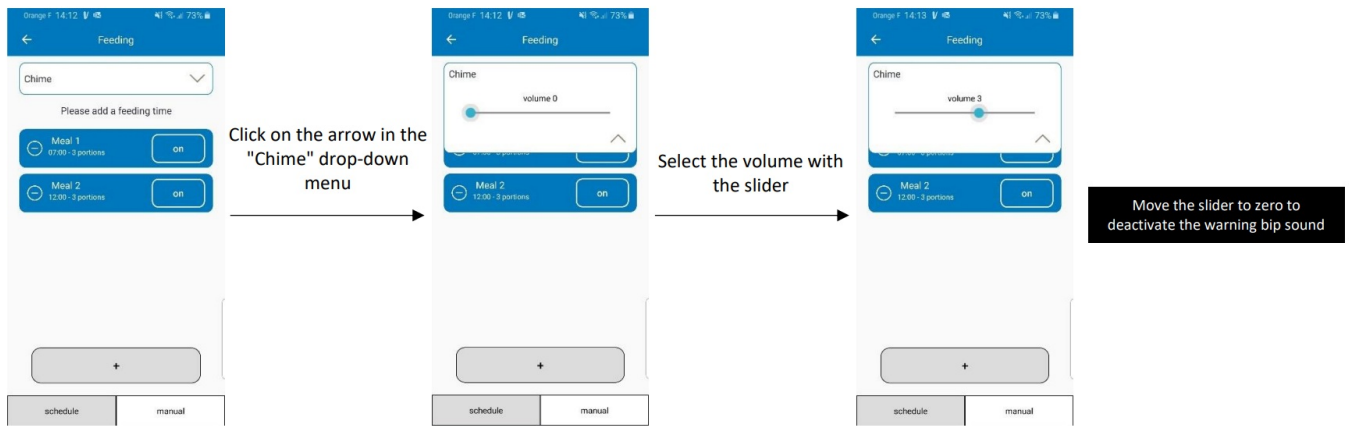 Orange F 14:12 73%
Feeding
Chime
Please add a feeding time
Meal 1
07:00 - 3 portions
on
Meal 2
12:00 - 3 portions
on
+
schedule manual
Click on the arrow in the
"Chime" drop-down
menu
Orange F 14:12 73%
Feeding
Chime
volume 0
Meal 2
12:00 - 3 portions
on
+
schedule manual
Select the volume with
the slider
Orange F 14:13 73%
Feeding
Chime
volume 3
Meal 2
12:00 - 3 portions
on
+
schedule manual
Move the slider to zero to
deactivate the warning bip sound